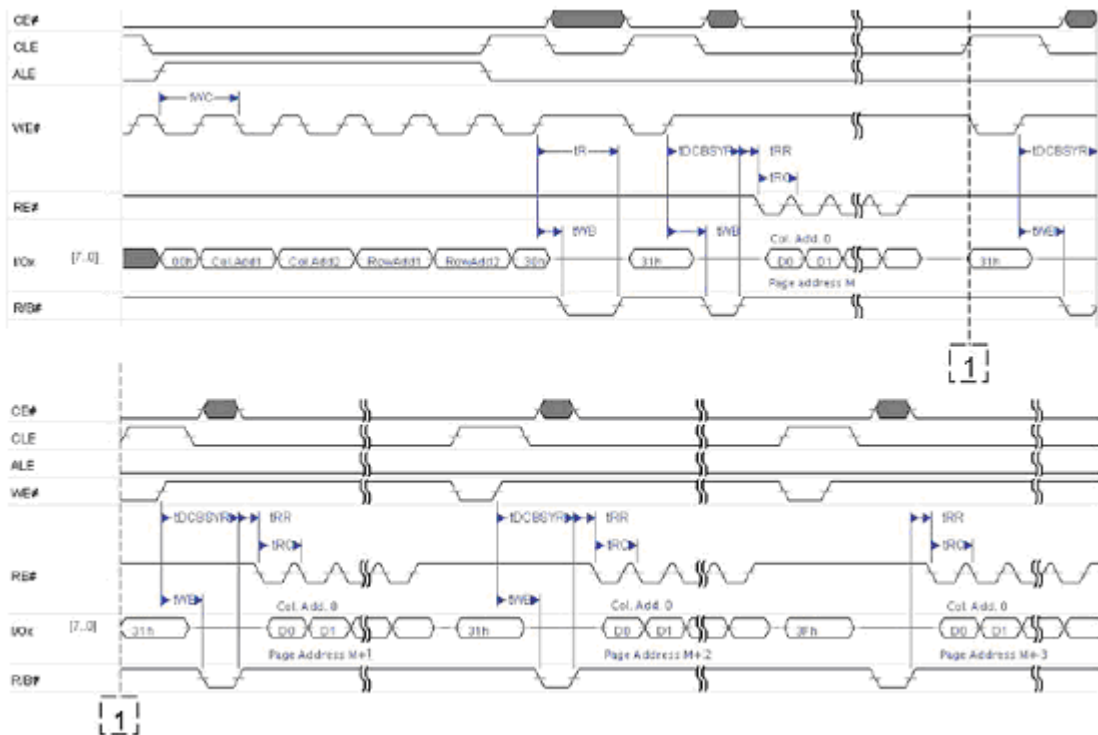 CE#
CLE
ALE
tWC
WE#
tR tDCBSYR tRR tDCBSYR
tRC
RE#
tWB tWB tWB
Col. Add. 0
I/Ox [7..0] 00h Col.Add1 Col.Add2 RowAdd1 RowAdd2 30h 31h D0 D1 31h
Page address M
R/B#
1
CE#
CLE
ALE
WE#
tDCBSYR tRR tDCBSYR tRR tRR
tRC tRC tRC
RE#
tWB tWB
Col. Add. 0 Col. Add. 0 Col. Add. 0
I/Ox [7..0] 31h D0 D1 31h D0 D1 3Fh D0 D1
Page Address M+1 Page Address M+2 Page Address M+3
R/B#
1